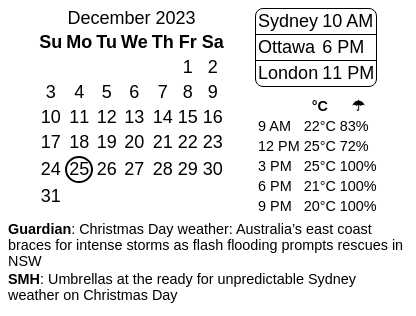 December 2023
Su Mo Tu We Th Fr Sa
1 2
3 4 5 6 7 8 9
10 11 12 13 14 15 16
17 18 19 20 21 22 23
24 25 26 27 28 29 30
31
Sydney 10 AM
Ottawa 6 PM
London 11 PM
°C ☂
9 AM 22°C 83%
12 PM 25°C 72%
3 PM 25°C 100%
6 PM 21°C 100%
9 PM 20°C 100%
Guardian: Christmas Day weather: Australia’s east coast
braces for intense storms as flash flooding prompts rescues in
NSW
SMH: Umbrellas at the ready for unpredictable Sydney
weather on Christmas Day